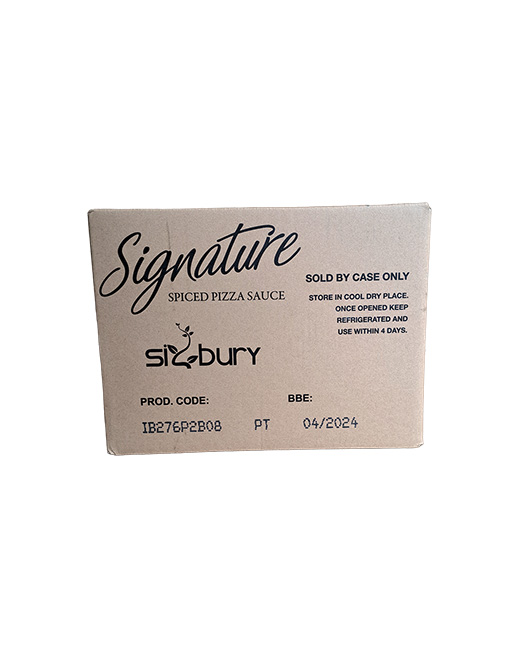 Signature
SPICED PIZZA SAUCE
SOLD BY CASE ONLY
STORE IN COOL DRY PLACE.
ONCE OPENED KEEP
REFRIGERATED AND
USE WITHIN 4 DAYS.
silbury
PROD. CODE: BBE:
IB276P2B08 PT 04/2024